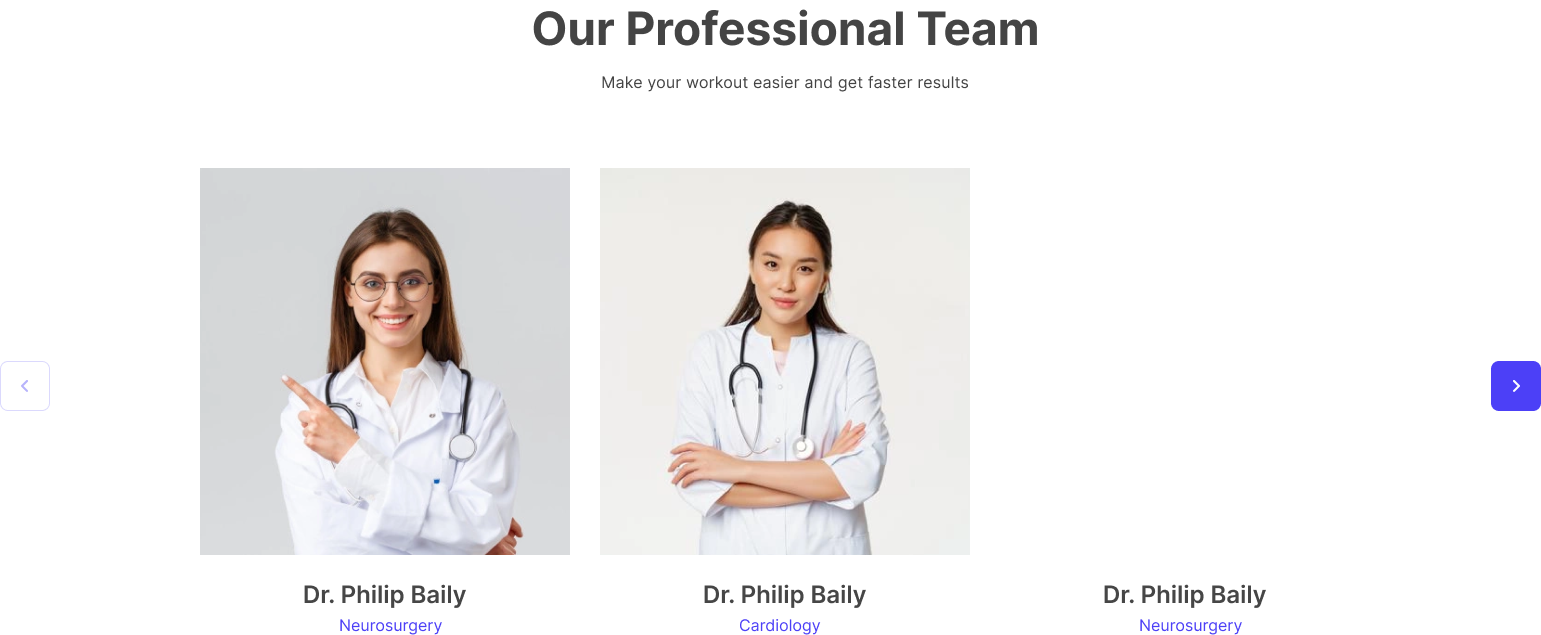 Our Professional Team
Make your workout easier and get faster results
Dr. Philip Baily
Neurosurgery
Dr. Philip Baily
Cardiology
Dr. Philip Baily
Neurosurgery